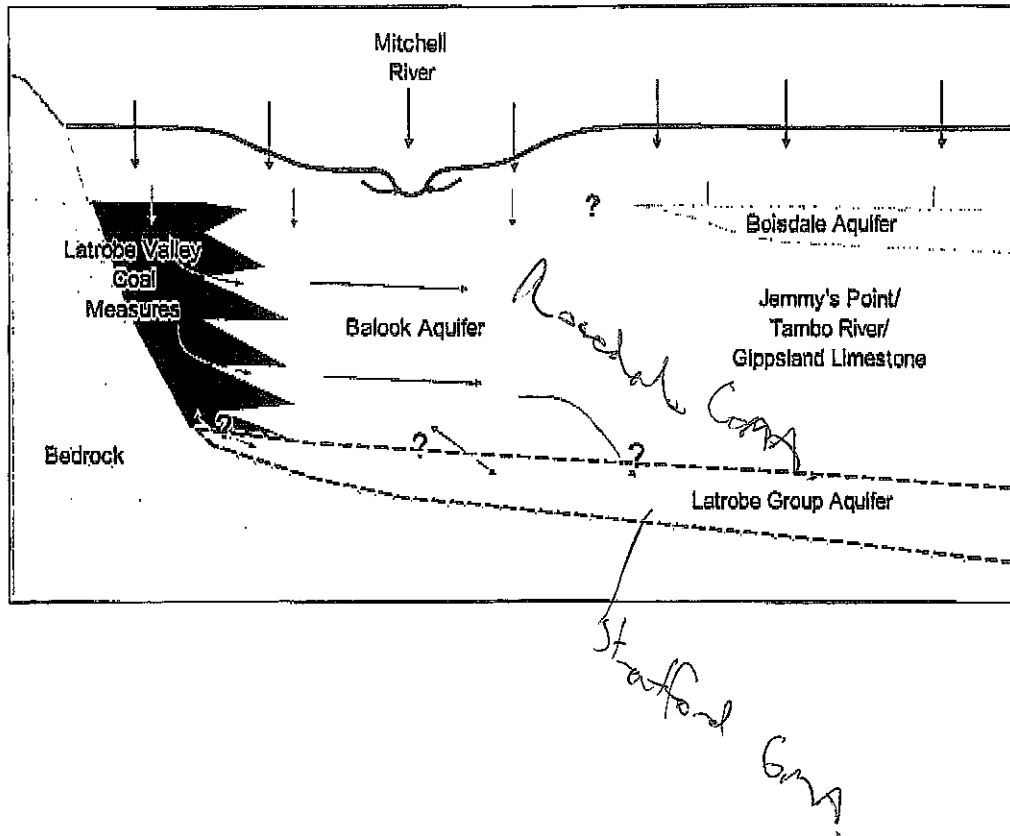 Mitchell
River
?
Boisdale Aquifer
Latrobe Valley
Coal
Measures
Balook Aquifer
Jemmy's Point/
Tambo River/
Gippsland Limestone
?
?
?
Bedrock
Latrobe Group Aquifer
Stratford